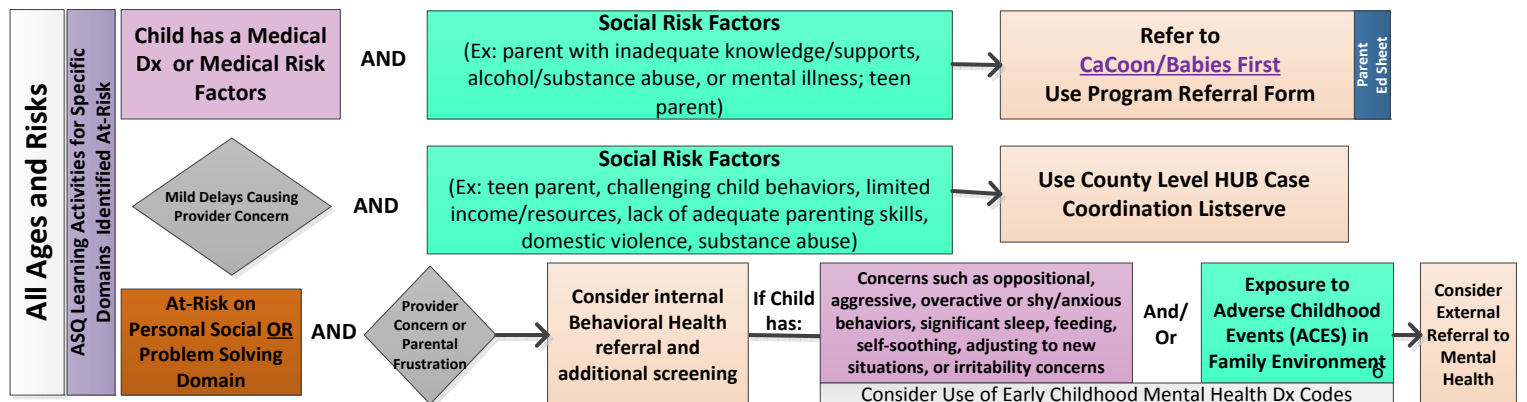 All Ages and Risks
ASQ Learning Activities for Specific
Domains Identified At-Risk
Child has a Medical
Dx or Medical Risk
Factors
AND
Social Risk Factors
(Ex: parent with inadequate knowledge/supports,
alcohol/substance abuse, or mental illness; teen
parent)
Refer to
CaCoon/Babies First
Use Program Referral Form
Parent
Ed Sheet
Mild Delays Causing
Provider Concern
AND
Social Risk Factors
(Ex: teen parent, challenging child behaviors, limited
income/resources, lack of adequate parenting skills,
domestic violence, substance abuse)
Use County Level HUB Case
Coordination Listserve
At-Risk on
Personal Social OR
Problem Solving
Domain
AND
Provider
Concern or
Parental
Frustration
Consider internal
Behavioral Health
referral and
additional screening
If Child
has:
Concerns such as oppositional,
aggressive, overactive or shy/anxious
behaviors, significant sleep, feeding,
self-soothing, adjusting to new
situations, or irritability concerns
And/
Or
Exposure to
Adverse Childhood
Events (ACES) in
Family Environment
6
Consider
External
Referral to
Mental
Health
Consider Use of Early Childhood Mental Health Dx Codes